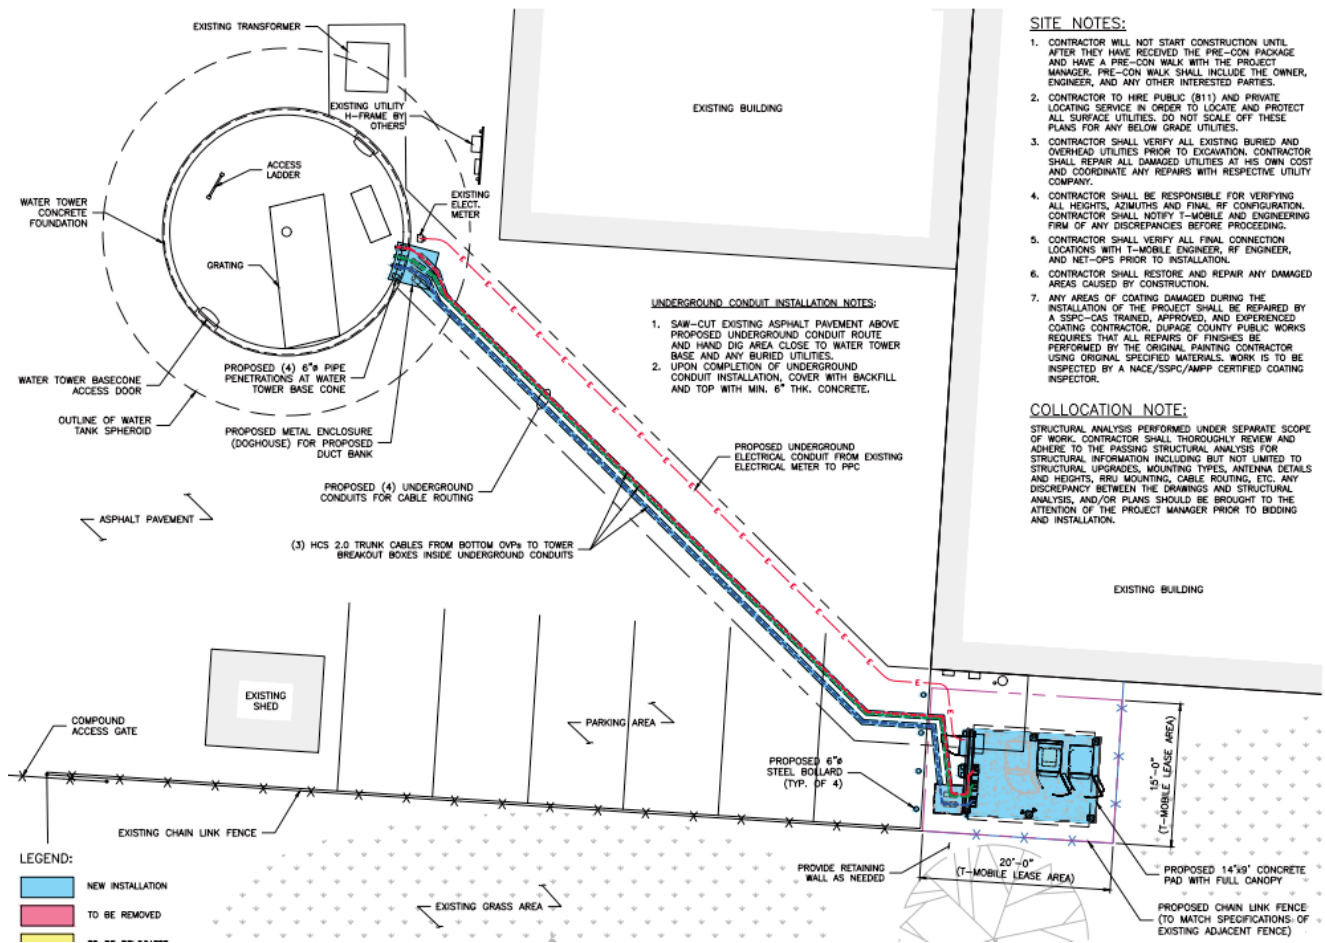 EXISTING TRANSFORMER
EXISTING UTILITY
H-FRAME BY
OTHERS
ACCESS
LADDER
EXISTING
ELECT.
METER
WATER TOWER
CONCRETE
FOUNDATION
GRATING
WATER TOWER BASECONE
ACCESS DOOR
OUTLINE OF WATER
TANK SPHEROID
PROPOSED (4) 6"ø PIPE
PENETRATIONS AT WATER
TOWER BASE CONE
PROPOSED METAL ENCLOSURE
(DOGHOUSE) FOR PROPOSED
DUCT BANK
PROPOSED (4) UNDERGROUND
CONDUITS FOR CABLE ROUTING
ASPHALT PAVEMENT
(3) HCS 2.0 TRUNK CABLES FROM BOTTOM OVPs TO TOWER
BREAKOUT BOXES INSIDE UNDERGROUND CONDUITS
EXISTING BUILDING
UNDERGROUND CONDUIT INSTALLATION NOTES:
1. SAW-CUT EXISTING ASPHALT PAVEMENT ABOVE
PROPOSED UNDERGROUND CONDUIT ROUTE
AND HAND DIG AREA CLOSE TO WATER TOWER
BASE AND ANY BURIED UTILITIES.
2. UPON COMPLETION OF UNDERGROUND
CONDUIT INSTALLATION, COVER WITH BACKFILL
AND TOP WITH MIN. 6" THK. CONCRETE.
PROPOSED UNDERGROUND
ELECTRICAL CONDUIT FROM EXISTING
ELECTRICAL METER TO PPC
E
E
E
E
E
E
E
E
E
E
E
SITE NOTES:
1. CONTRACTOR WILL NOT START CONSTRUCTION UNTIL
AFTER THEY HAVE RECEIVED THE PRE-CON PACKAGE
AND HAVE A PRE-CON WALK WITH THE PROJECT
MANAGER. PRE-CON WALK SHALL INCLUDE THE OWNER,
ENGINEER, AND ANY OTHER INTERESTED PARTIES.
2. CONTRACTOR TO HIRE PUBLIC (811) AND PRIVATE
LOCATING SERVICE IN ORDER TO LOCATE AND PROTECT
ALL SURFACE UTILITIES. DO NOT SCALE OFF THESE
PLANS FOR ANY BELOW GRADE UTILITIES.
3. CONTRACTOR SHALL VERIFY ALL EXISTING BURIED AND
OVERHEAD UTILITIES PRIOR TO EXCAVATION. CONTRACTOR
SHALL REPAIR ALL DAMAGED UTILITIES AT HIS OWN COST
AND COORDINATE ANY REPAIRS WITH RESPECTIVE UTILITY
COMPANY.
4. CONTRACTOR SHALL BE RESPONSIBLE FOR VERIFYING
ALL HEIGHTS, AZIMUTHS AND FINAL RF CONFIGURATION.
CONTRACTOR SHALL NOTIFY T-MOBILE AND ENGINEERING
FIRM OF ANY DISCREPANCIES BEFORE PROCEEDING.
5. CONTRACTOR SHALL VERIFY ALL FINAL CONNECTION
LOCATIONS WITH T-MOBILE ENGINEER, RF ENGINEER,
AND NET-OPS PRIOR TO INSTALLATION.
6. CONTRACTOR SHALL RESTORE AND REPAIR ANY DAMAGED
AREAS CAUSED BY CONSTRUCTION.
7. ANY AREAS OF COATING DAMAGED DURING THE
INSTALLATION OF THE PROJECT SHALL BE REPAIRED BY
A SSPC-CAS TRAINED, APPROVED, AND EXPERIENCED
COATING CONTRACTOR. DUPAGE COUNTY PUBLIC WORKS
REQUIRES THAT ALL REPAIRS OF FINISHES BE
PERFORMED BY THE ORIGINAL PAINTING CONTRACTOR
USING ORIGINAL SPECIFIED MATERIALS. WORK IS TO BE
INSPECTED BY A NACE/SSPC/AMPP CERTIFIED COATING
INSPECTOR.
COLLOCATION NOTE:
STRUCTURAL ANALYSIS PERFORMED UNDER SEPARATE SCOPE
OF WORK. CONTRACTOR SHALL THOROUGHLY REVIEW AND
ADHERE TO THE PASSING STRUCTURAL ANALYSIS FOR
STRUCTURAL INFORMATION INCLUDING BUT NOT LIMITED TO
STRUCTURAL UPGRADES, MOUNTING TYPES, ANTENNA DETAILS
AND HEIGHTS, RRU MOUNTING, CABLE ROUTING, ETC. ANY
DISCREPANCY BETWEEN THE DRAWINGS AND STRUCTURAL
ANALYSIS, AND/OR PLANS SHOULD BE BROUGHT TO THE
ATTENTION OF THE PROJECT MANAGER PRIOR TO BIDDING
AND INSTALLATION.
EXISTING BUILDING
EXISTING
SHED
COMPOUND
ACCESS GATE
PARKING AREA
PROPOSED 6"ø
STEEL BOLLARD
(TYP. OF 4)
15'-0"
(T-MOBILE LEASE AREA)
EXISTING CHAIN LINK FENCE
PROVIDE RETAINING
WALL AS NEEDED
20'-0"
(T-MOBILE LEASE AREA)
PROPOSED 14'x9' CONCRETE
PAD WITH FULL CANOPY
PROPOSED CHAIN LINK FENCE
(TO MATCH SPECIFICATIONS OF
EXISTING ADJACENT FENCE)
EXISTING GRASS AREA
LEGEND:
NEW INSTALLATION
TO BE REMOVED